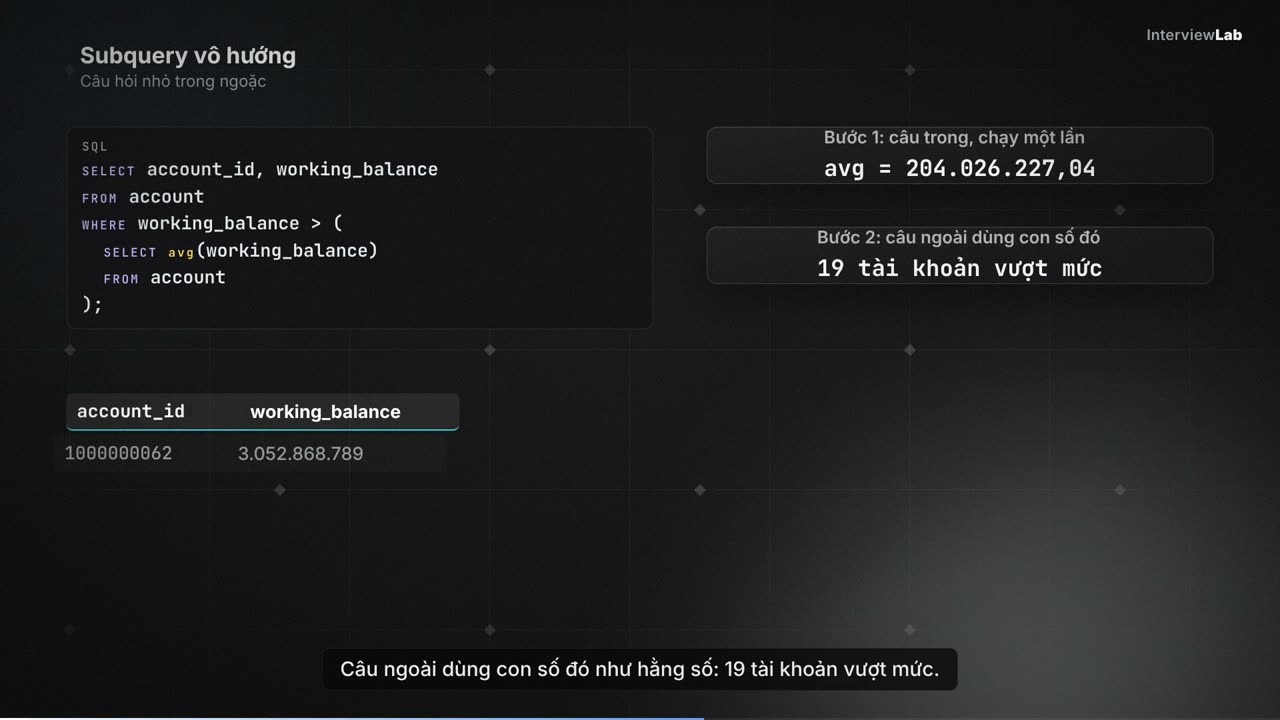 InterviewLab
Subquery vô hướng
Câu hỏi nhỏ trong ngoặc
SQL
SELECT account_id, working_balance
FROM account
WHERE working_balance > (
SELECT avg(working_balance)
FROM account
);
Bước 1: câu trong, chạy một lần
avg = 204.026.227,04
Bước 2: câu ngoài dùng con số đó
19 tài khoản vượt mức
account_id working_balance
1000000062 3.052.868.789
Câu ngoài dùng con số đó như hằng số: 19 tài khoản vượt mức.